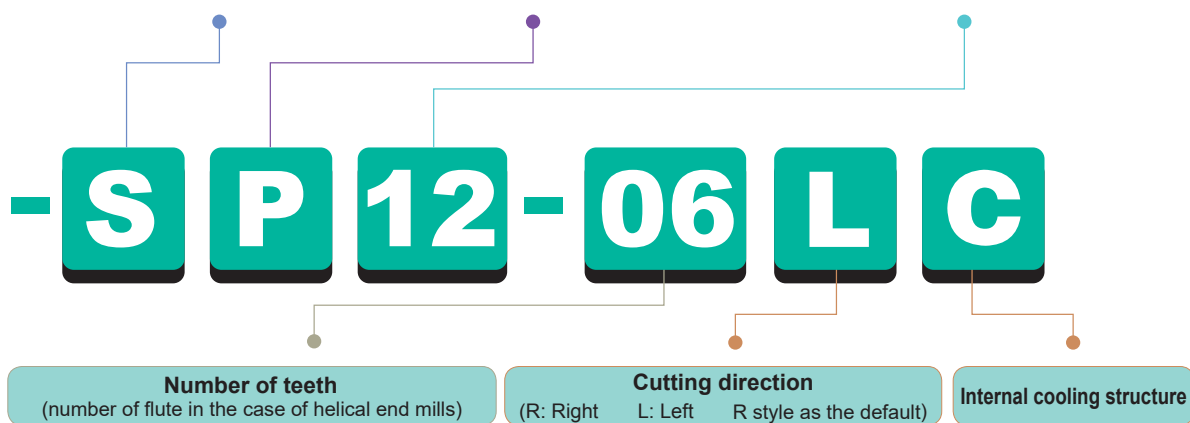 - S P 12 - 06 L C
Number of teeth
(number of flute in the case of helical end mills)
Cutting direction
(R: Right L: Left R style as the default)
Internal cooling structure